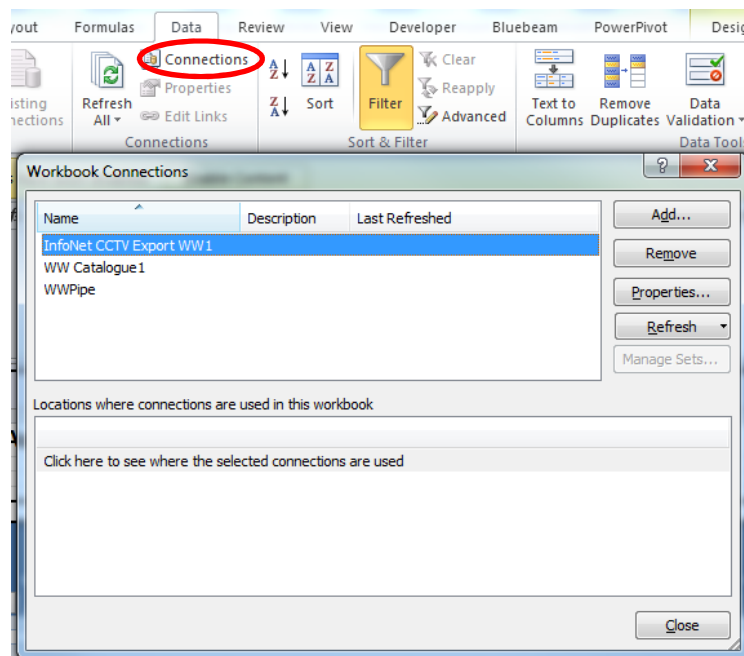 yout Formulas Data Review View Developer Bluebeam PowerPivot Desig
Connections
Properties
Edit Links
isting
nections
Refresh
All
A Z
Z A
A Z
Z A
Sort
Filter
Clear
Reapply
Advanced
Text to
Columns
Remove
Duplicates
Data
Validation
Connections Sort & Filter Data Tool
Workbook Connections
Name Description Last Refreshed
InfoNet CCTV Export WW1
WW Catalogue1
WWPipe
Add...
Remove
Properties...
Refresh
Manage Sets...
Locations where connections are used in this workbook
Click here to see where the selected connections are used
Close